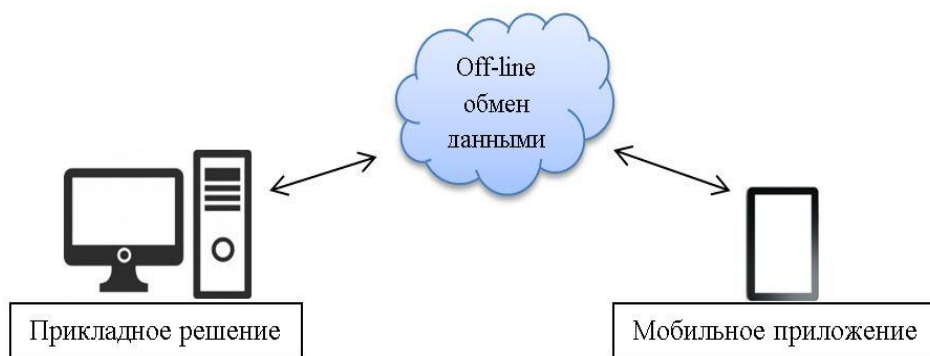 Off-line
обмен
данными
Прикладное решение
Мобильное приложение